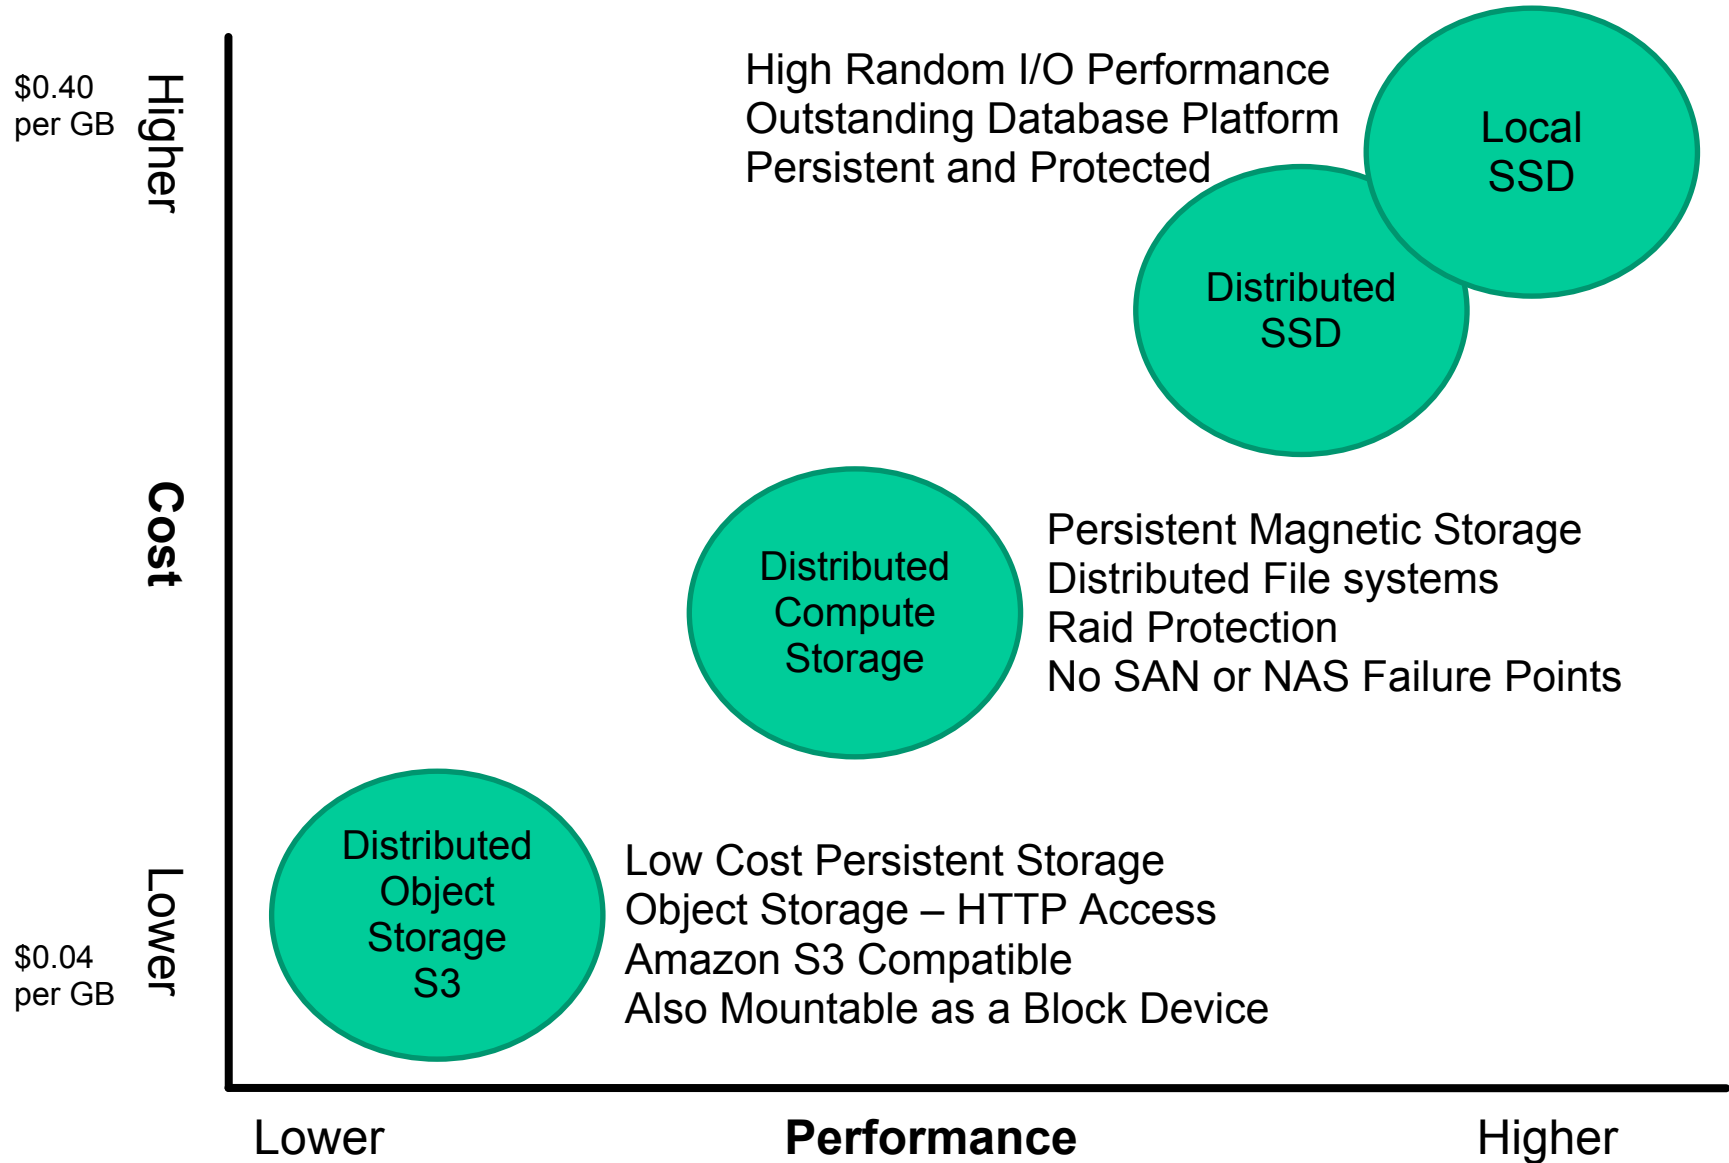 $0.40
per GB
Higher
High Random I/O Performance
Outstanding Database Platform
Persistent and Protected
Local
SSD
Distributed
SSD
Cost
Distributed
Compute
Storage
Persistent Magnetic Storage
Distributed File systems
Raid Protection
No SAN or NAS Failure Points
Distributed
Object
Storage
S3
Low Cost Persistent Storage
Object Storage – HTTP Access
Amazon S3 Compatible
Also Mountable as a Block Device
Lower
$0.04
per GB
Lower
Performance
Higher